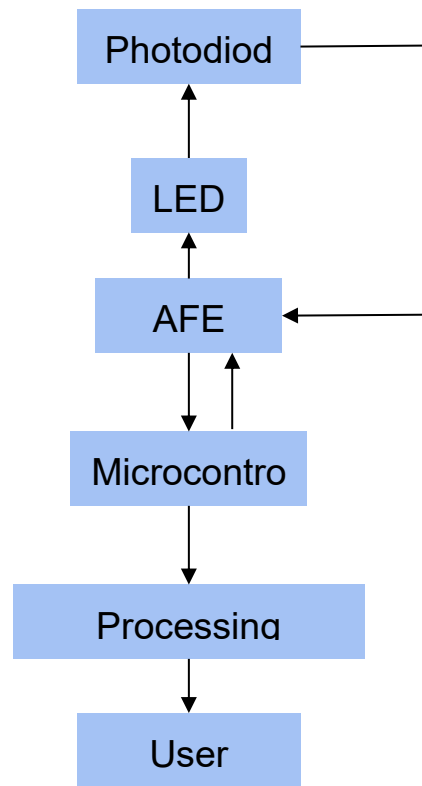 Photodiod
LED
AFE
Microcontro
Processing
User